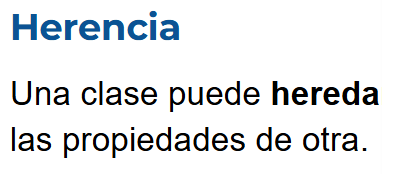 Herencia
Una clase puede hereda
las propiedades de otra.